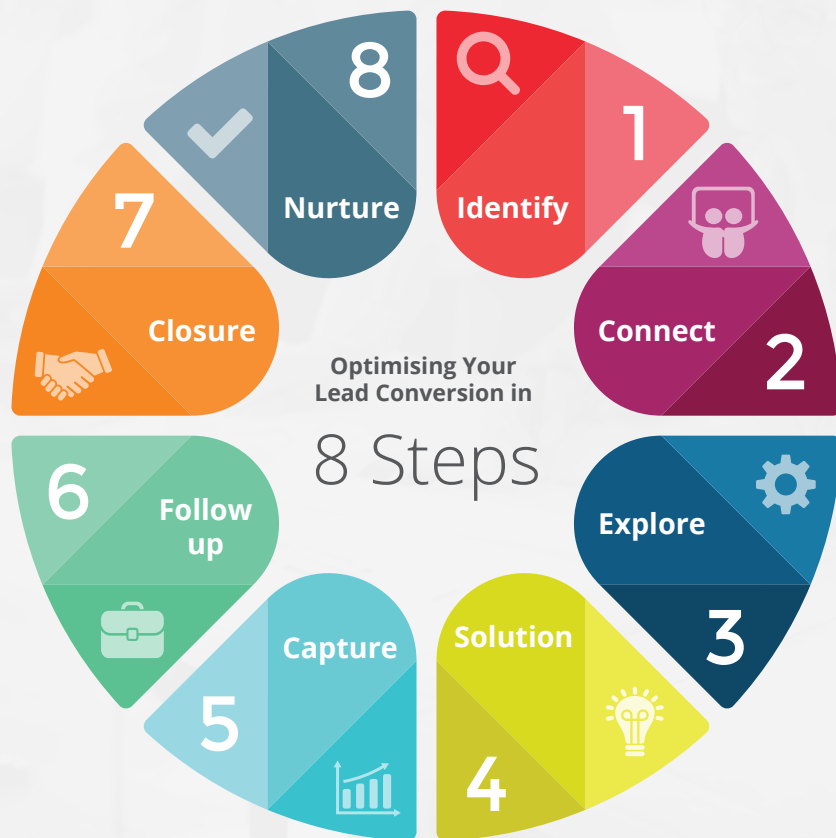 Optimising Your
Lead Conversion in
8 Steps
1
Identify
2
Connect
3
Explore
4
Solution
5
Capture
6
Follow
up
7
Closure
8
Nurture